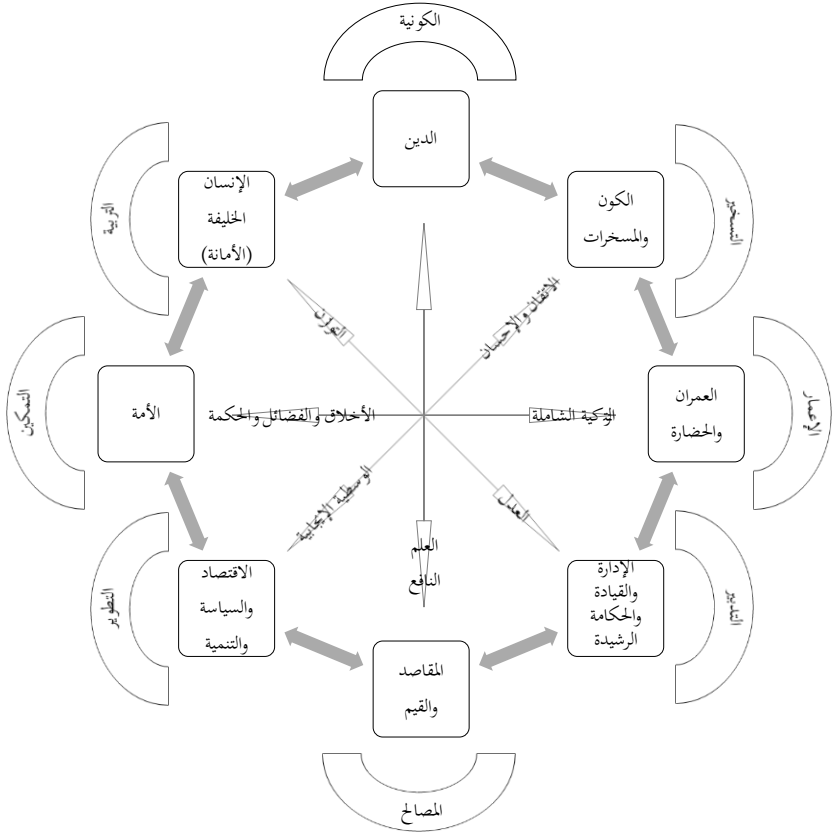 الكونية
الدين
الكون
والمسخرات
التسخير
العمران
والحضارة
الإعمار
الإدارة
والقيادة
والحكامة
الرشيدة
التدبير
المقاصد
والقيم
المصالح
الاقتصاد
والسياسة
والتنمية
التطوير
الأمة
التمكين
الإنسان
الخليفة
(الأمانة)
التربية
الاتقان والإحسان
التزكية الشاملة
العدل
العلم
النافع
الوسطية الإيجابية
الأخلاق والفضائل والحكمة
التوازن